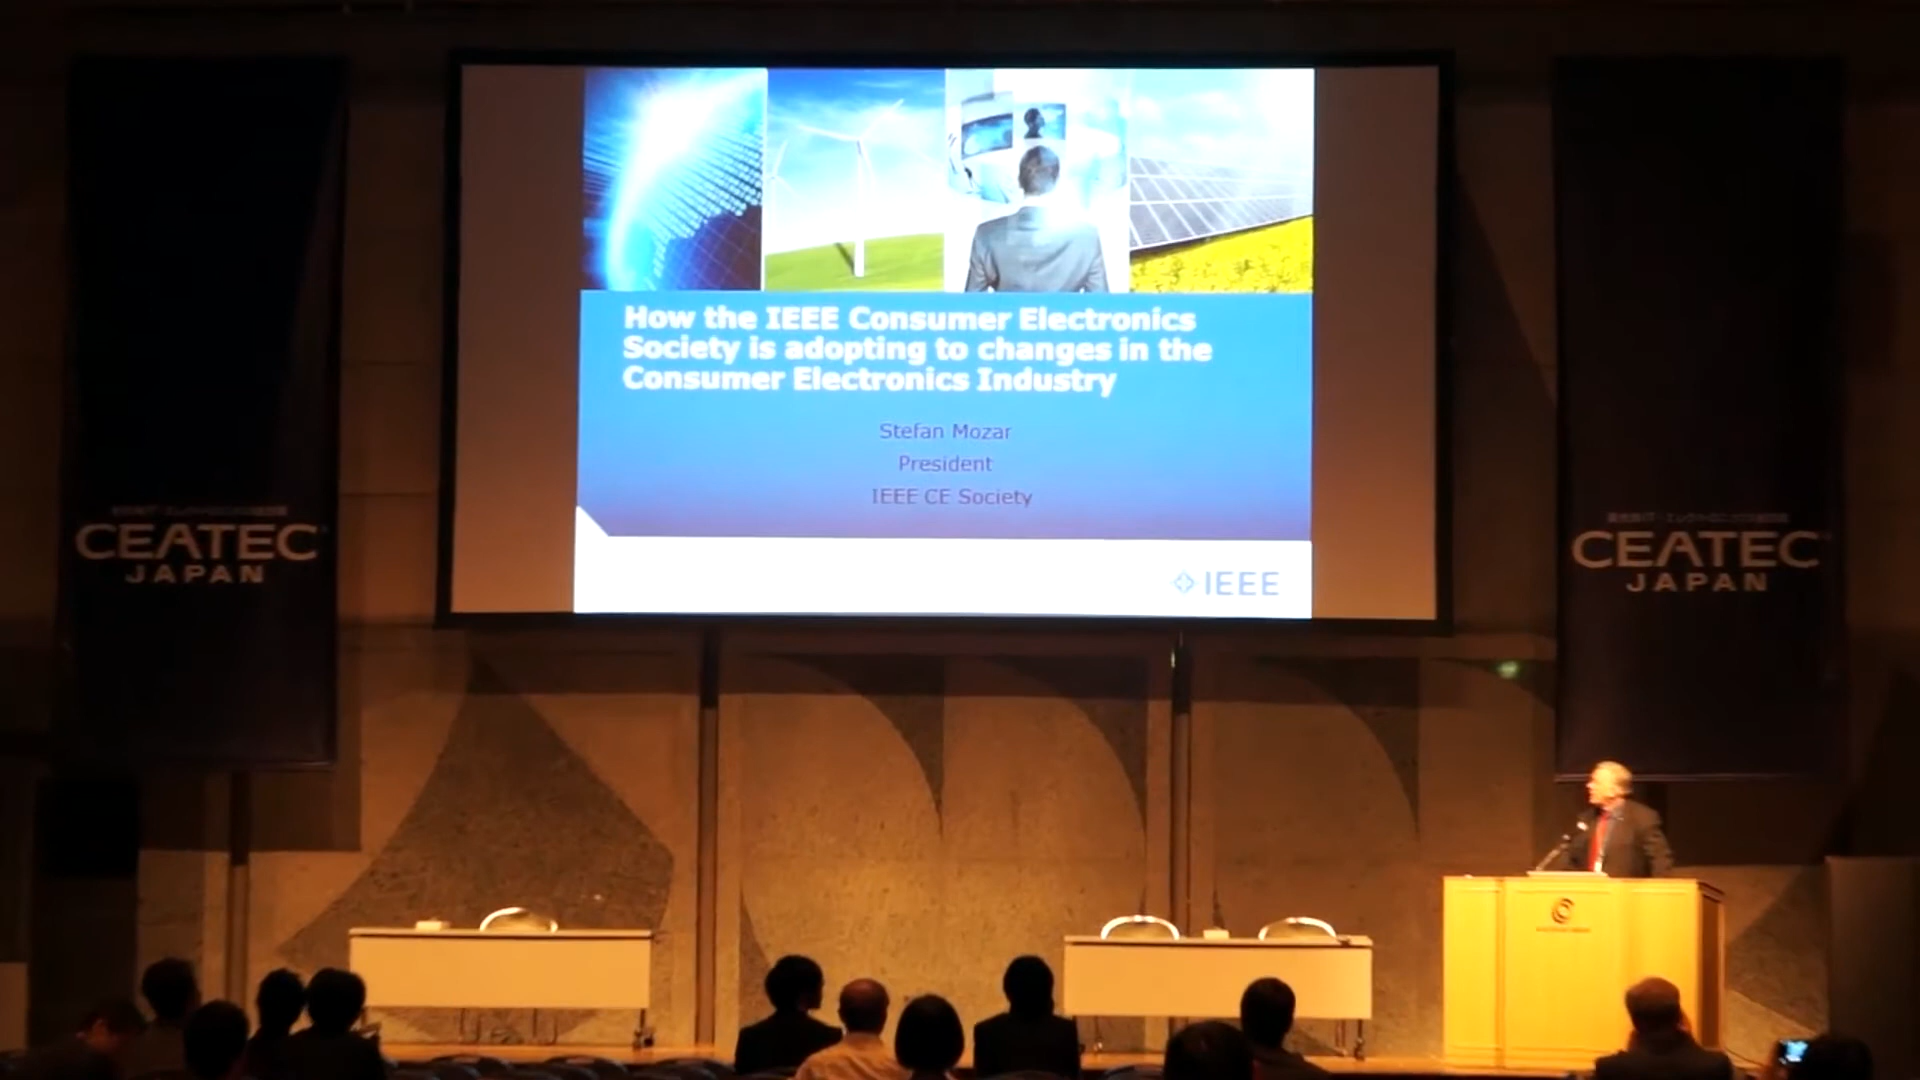 How the IEEE Consumer Electronics
Society is adopting to changes in the
Consumer Electronics Industry
Stefan Mozar
President
IEEE CE Society
IEEE
CEATEC
JAPAN
CEATEC
JAPAN